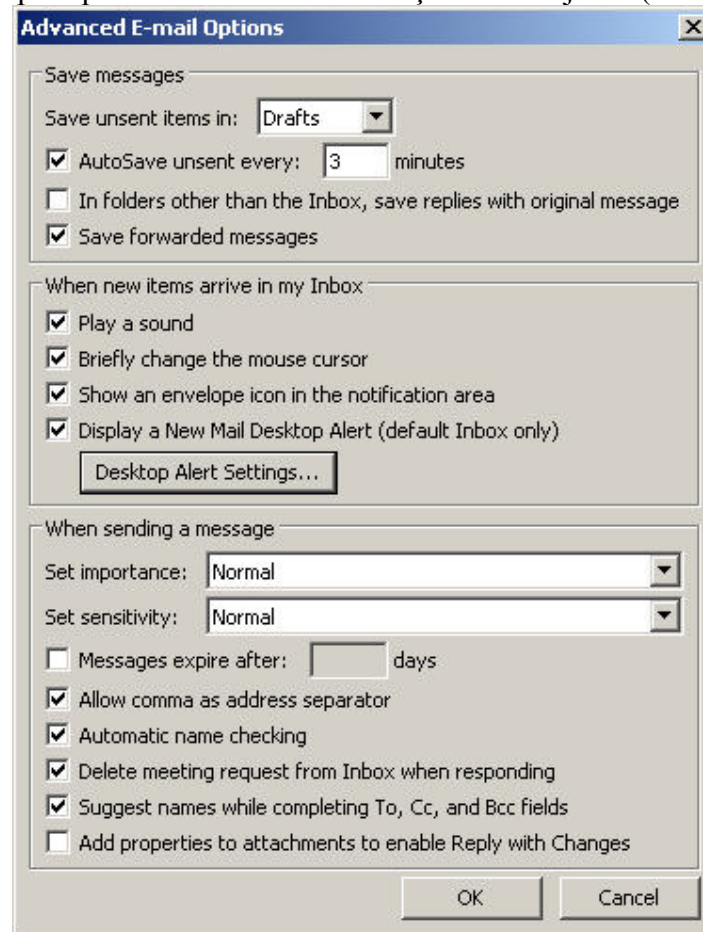 Advanced E-mail Options
Save messages
Save unsent items in: Drafts
AutoSave unsent every: 3 minutes
In folders other than the Inbox, save replies with original message
Save forwarded messages
When new items arrive in my Inbox
Play a sound
Briefly change the mouse cursor
Show an envelope icon in the notification area
Display a New Mail Desktop Alert (default Inbox only)
Desktop Alert Settings...
When sending a message
Set importance: Normal
Set sensitivity: Normal
Messages expire after: days
Allow comma as address separator
Automatic name checking
Delete meeting request from Inbox when responding
Suggest names while completing To, Cc, and Bcc fields
Add properties to attachments to enable Reply with Changes
OK Cancel